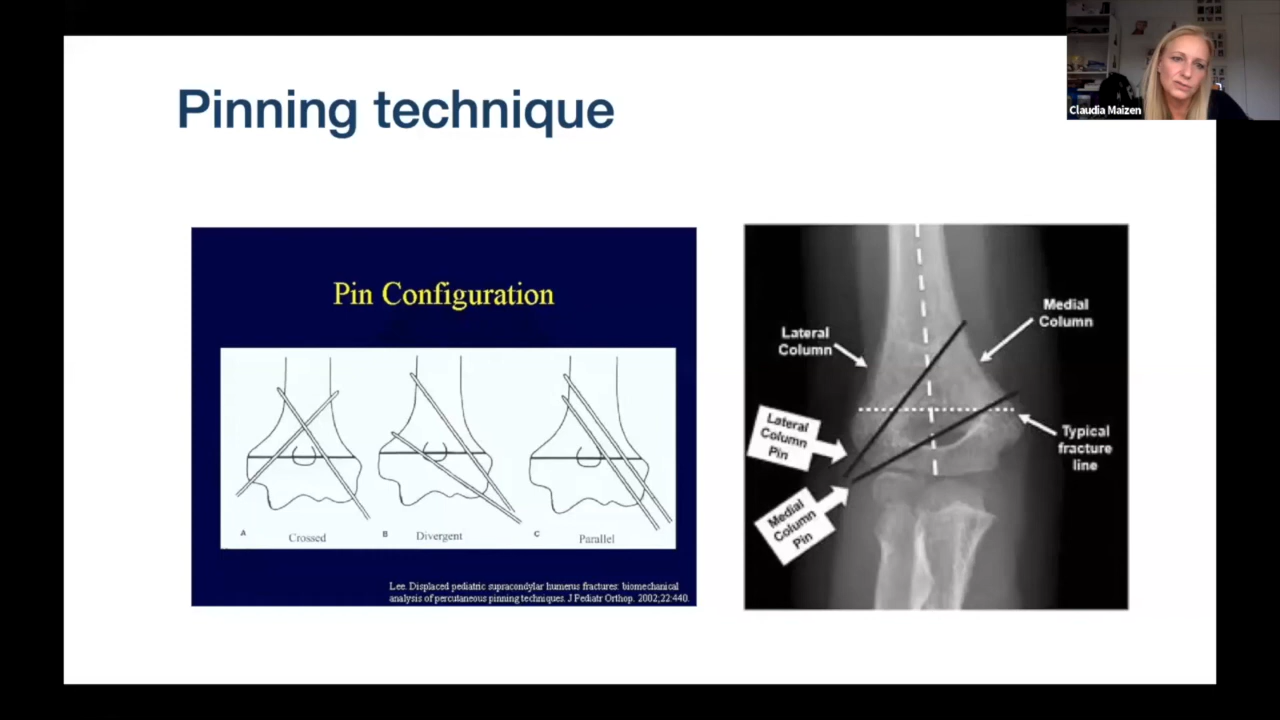 Pinning technique
Claudia Maizen
Pin Configuration
A
Crossed
B
Divergent
C
Parallel
Lee. Displaced pediatric supracondylar humerus fractures: biomechanical
analysis of percutaneous pinning techniques. J Pediatr Orthop. 2002;22:440.
Lateral
Column
Medial
Column
Lateral
Column
Pin
Medial
Column
Pin
Typical
fracture
line